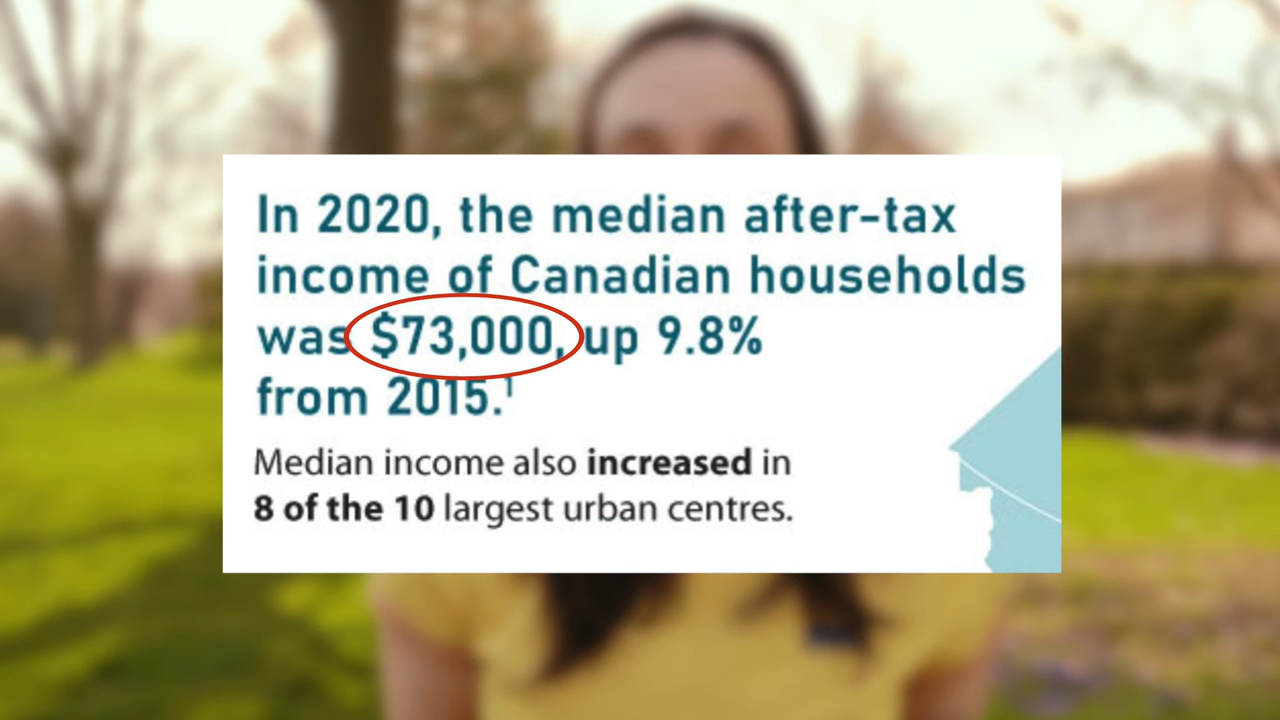 In 2020, the median after-tax
income of Canadian households
was $73,000, up 9.8%
from 2015.¹
Median income also increased in
8 of the 10 largest urban centres.